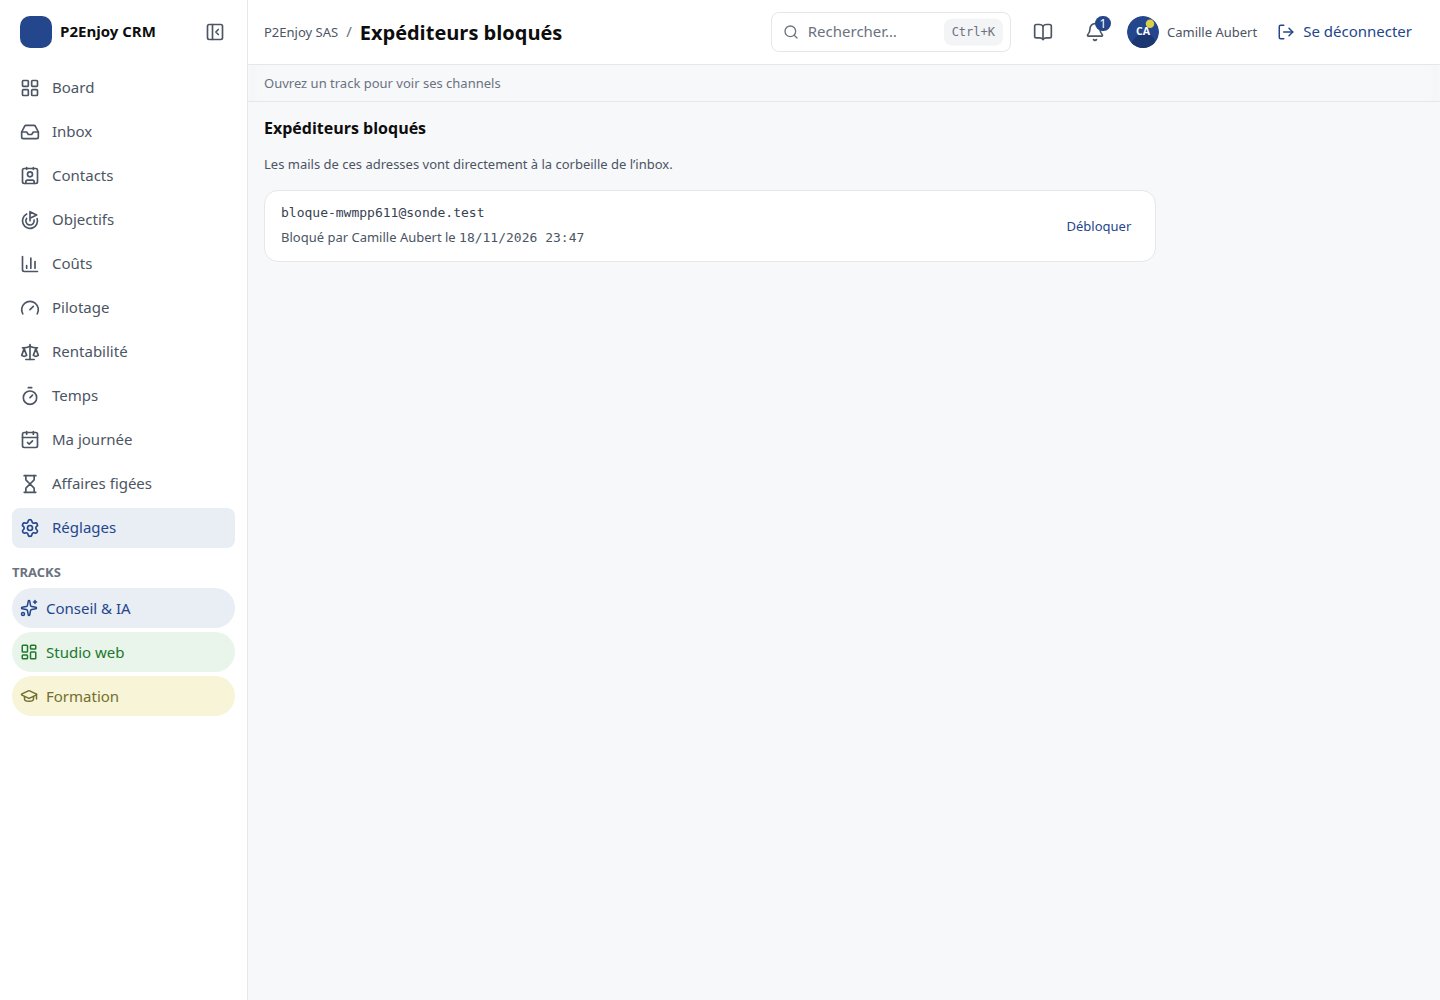 P2Enjoy CRM
Board
Inbox
Contacts
Objectifs
Coûts
Pilotage
Rentabilité
Temps
Ma journée
Affaires figées
Réglages
TRACKS
Conseil & IA
Studio web
Formation
P2Enjoy SAS / Expéditeurs bloqués
Rechercher... Ctrl+K
1
CA Camille Aubert
Se déconnecter
Ouvrez un track pour voir ses channels
Expéditeurs bloqués
Les mails de ces adresses vont directement à la corbeille de l'inbox.
bloque-mwmpp611@sonde.test
Bloqué par Camille Aubert le 18/11/2026 23:47
Débloquer